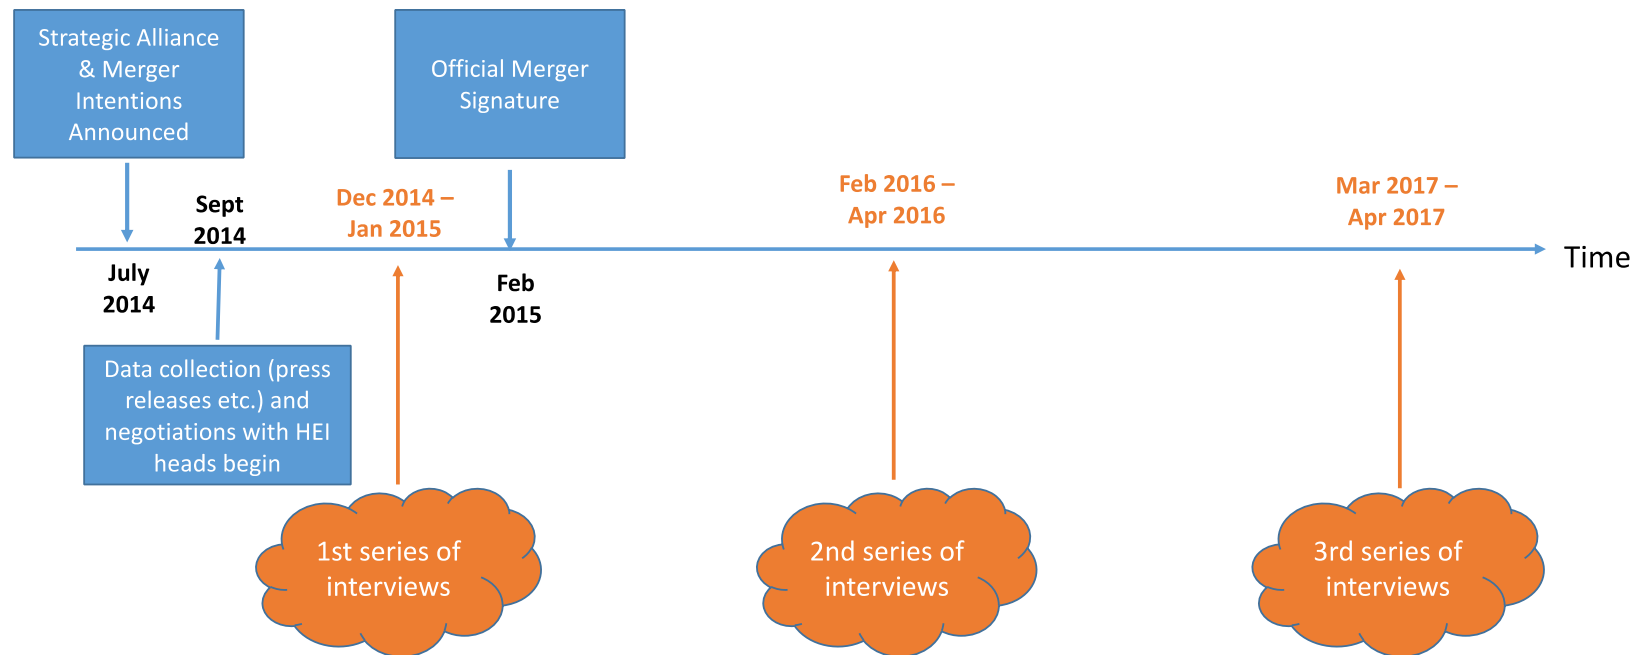 Strategic Alliance
& Merger
Intentions
Announced
Official Merger
Signature
Sept
2014
Dec 2014 –
Jan 2015
Feb 2016 –
Apr 2016
Mar 2017 –
Apr 2017
Time
July
2014
Feb
2015
Data collection (press
releases etc.) and
negotiations with HEI
heads begin
1st series of
interviews
2nd series of
interviews
3rd series of
interviews